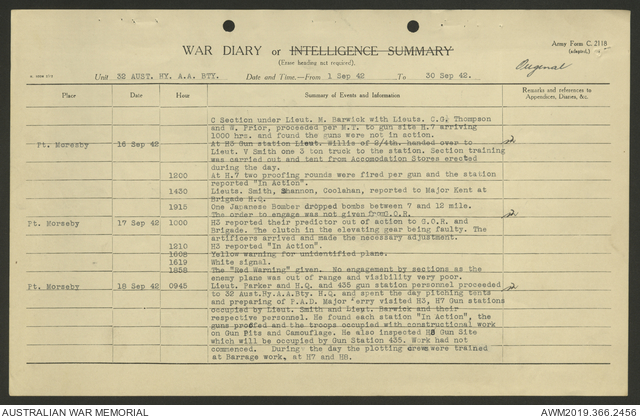 Army Form C. 2118
(adapted.)
WAR DIARY or INTELLIGENCE SUMMARY
(Erase heading not required).
Original
Unit 32 AUST. HY. A.A. BTY. Date and Time.—From 1 Sep 42 To 30 Sep 42.
Place Date Hour Summary of Events and Information Remarks and references to Appendices, Diaries, &c.
C Section under Lieut. M. Barwick with Lieuts. C.G. Thompson
and W. Prior, proceeded per M.T. to gun site H.7 arriving
1000 hrs. and found the guns were not in action.
Pt. Moresby 16 Sep 42 At H3 Gun station Lieut. Willis of 2/4th. handed over to 2
Lieut. V Smith one 3 ton truck to the station. Section training
was carried out and tent from Accomodation Stores erected
during the day.
1200 At H.7 two proofing rounds were fired per gun and the station
reported "In Action".
1430 Lieuts. Smith, Shannon, Coolahan, reported to Major Kent at
Brigade H.Q.
1915 One Japanese Bomber dropped bombs between 7 and 12 mile.
The order to engage was not given from G.O.R. 2
Pt. Morseby 17 Sep 42 1000 H3 reported their predictor out of action to G.O.R. and
Brigade. The clutch in the elevating gear being faulty. The
artificers arrived and made the necessary adjustment.
1210 H3 reported "In Action".
1608 Yellow warning for unidentified plane.
1619 White signal.
1858 The "Red Warning" given. No engagement by sections as the
enemy plane was out of range and visibility very poor.
Pt. Moresby 18 Sep 42 0945 Lieut. Parker and H.Q. and 435 gun station personnel proceeded 2
to 32 Aust.Hy.A.A.Bty. H.Q. and spent the day pitching tents
and preparing of P.A.D. Major 'erry visited H3, H7 Gun stations
occupied by Lieut. Smith and Lieut. Barwick and their
respective personnel. He found each station "In Action", the
guns proofed and the troops occupied with constructional work
on Gun Pits and Camouflage. He also inspected H8 Gun Site
which will be occupied by Gun Station 435. Work had not
commenced. During the day the plotting crews were trained
at Barrage work, at H7 and H8.
AUSTRALIAN WAR MEMORIAL AWM2019.366.2456